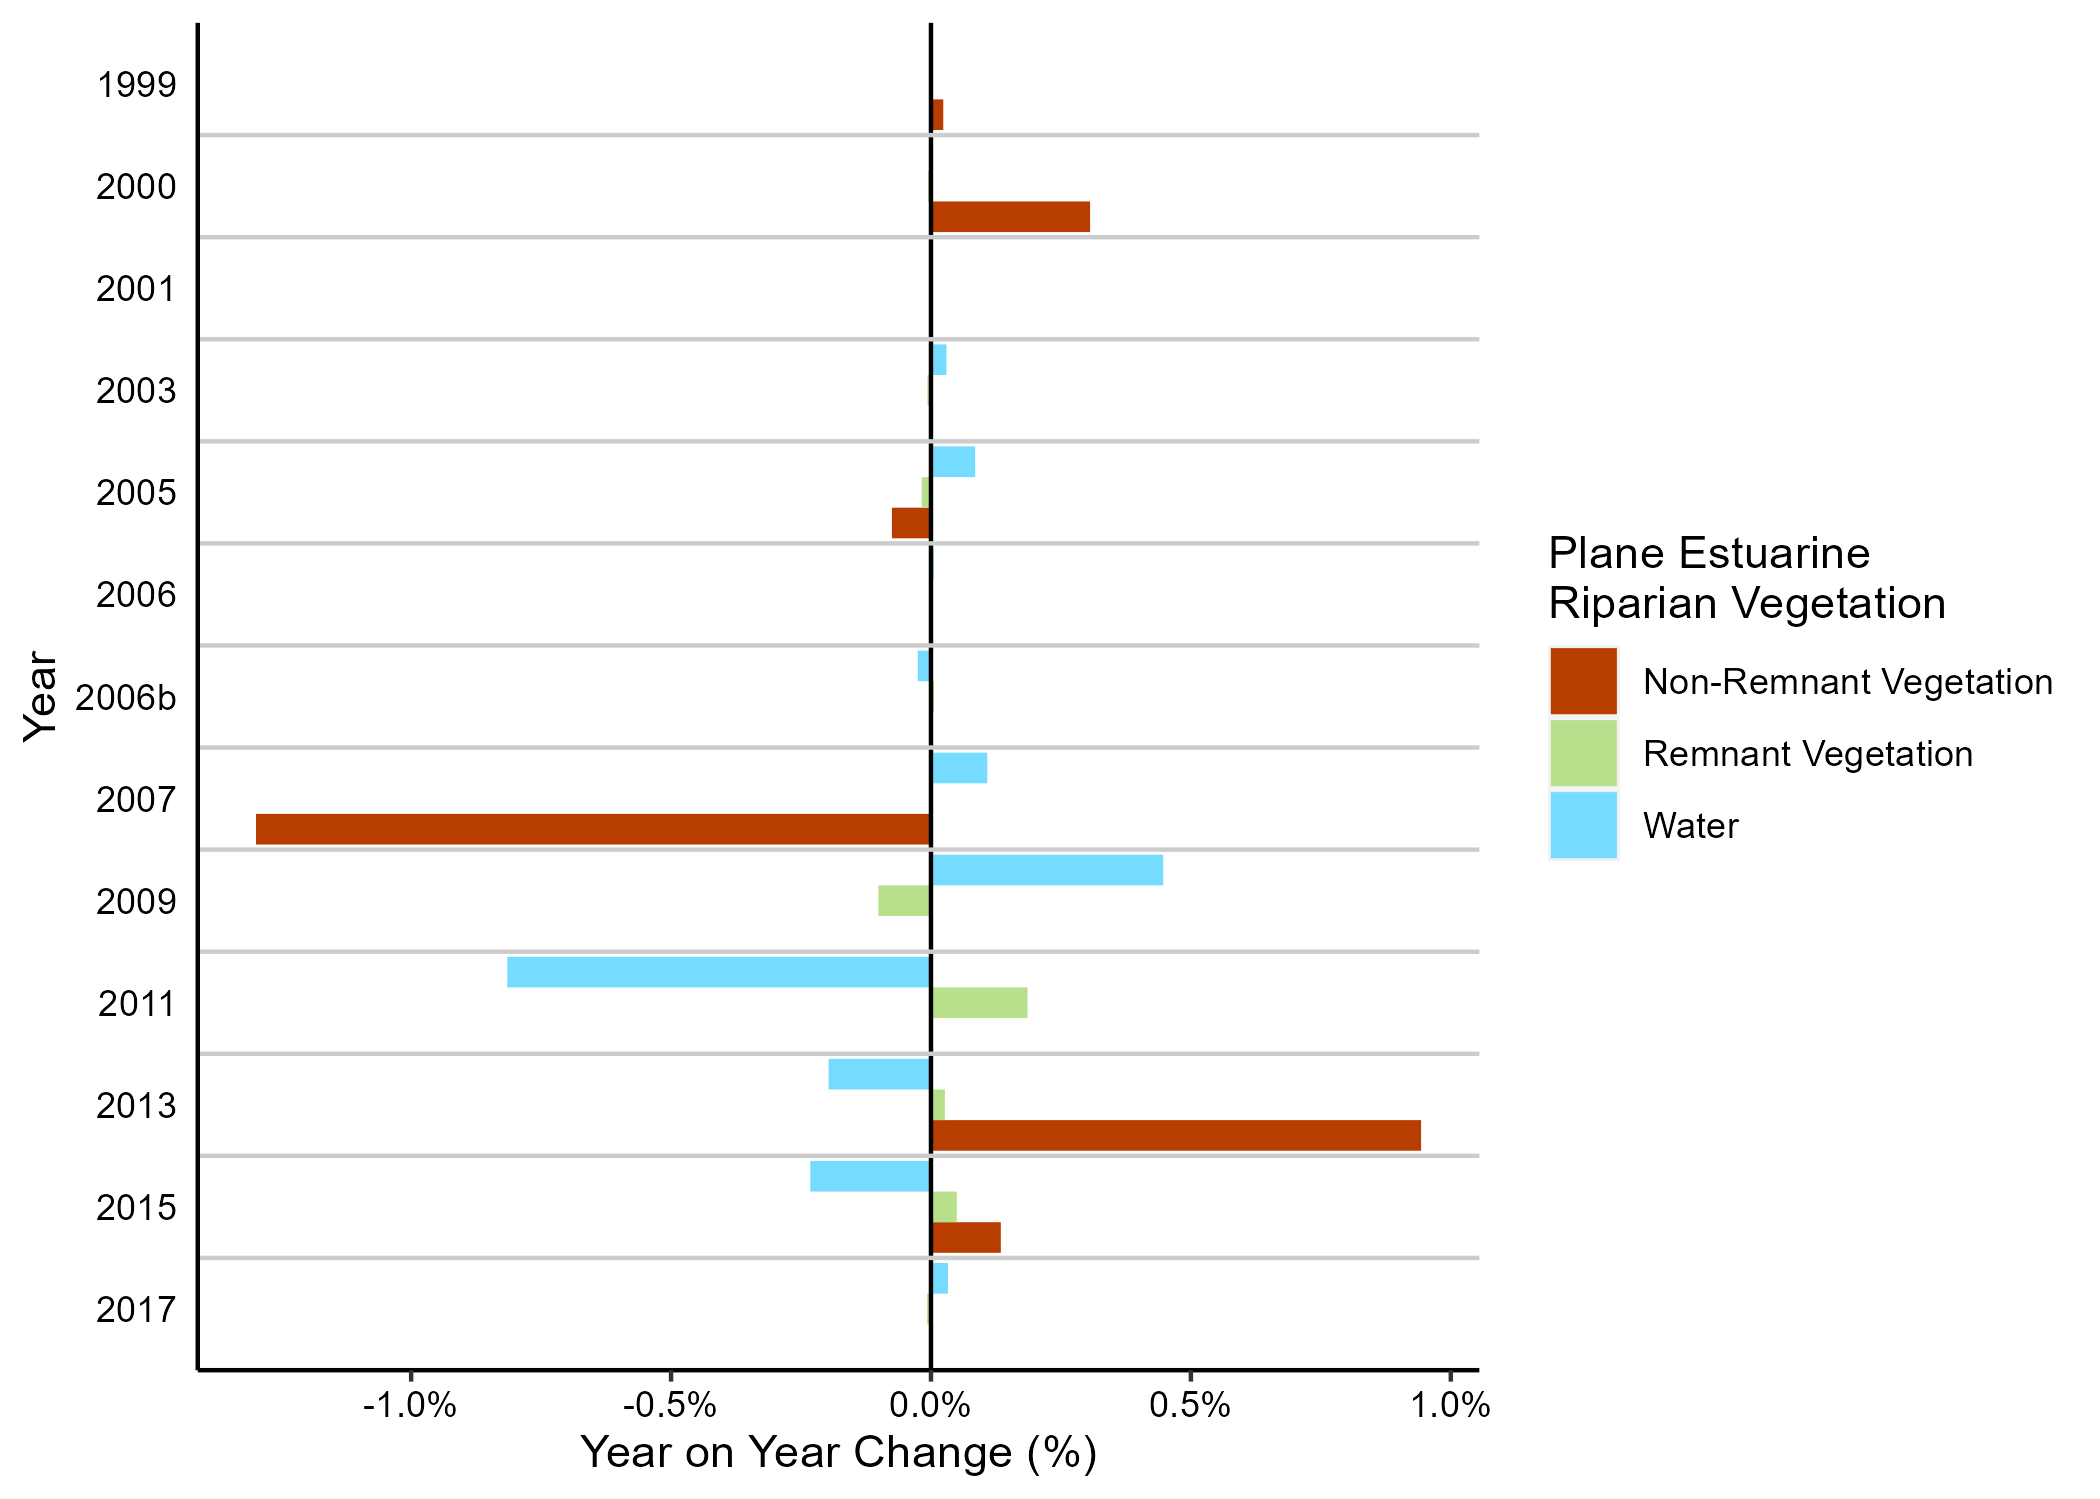 1999
2000
2001
2003
2005
2006
2006b
2007
2009
2011
2013
2015
2017
Year
-1.0%
-0.5%
0.0%
0.5%
1.0%
Year on Year Change (%)
Plane Estuarine
Riparian Vegetation
Non-Remnant Vegetation
Remnant Vegetation
Water